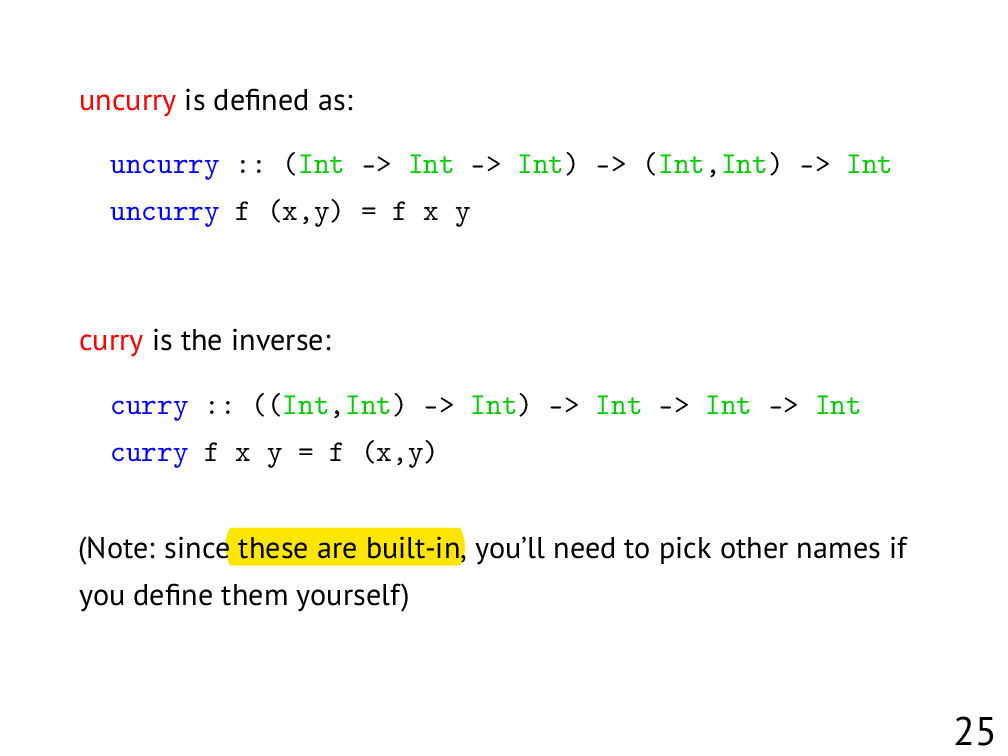 uncurry is defined as:
uncurry :: (Int -> Int -> Int) -> (Int,Int) -> Int
uncurry f (x,y) = f x y
curry is the inverse:
curry :: ((Int,Int) -> Int) -> Int -> Int -> Int
curry f x y = f (x,y)
(Note: since these are built-in, you’ll need to pick other names if
you define them yourself)
25